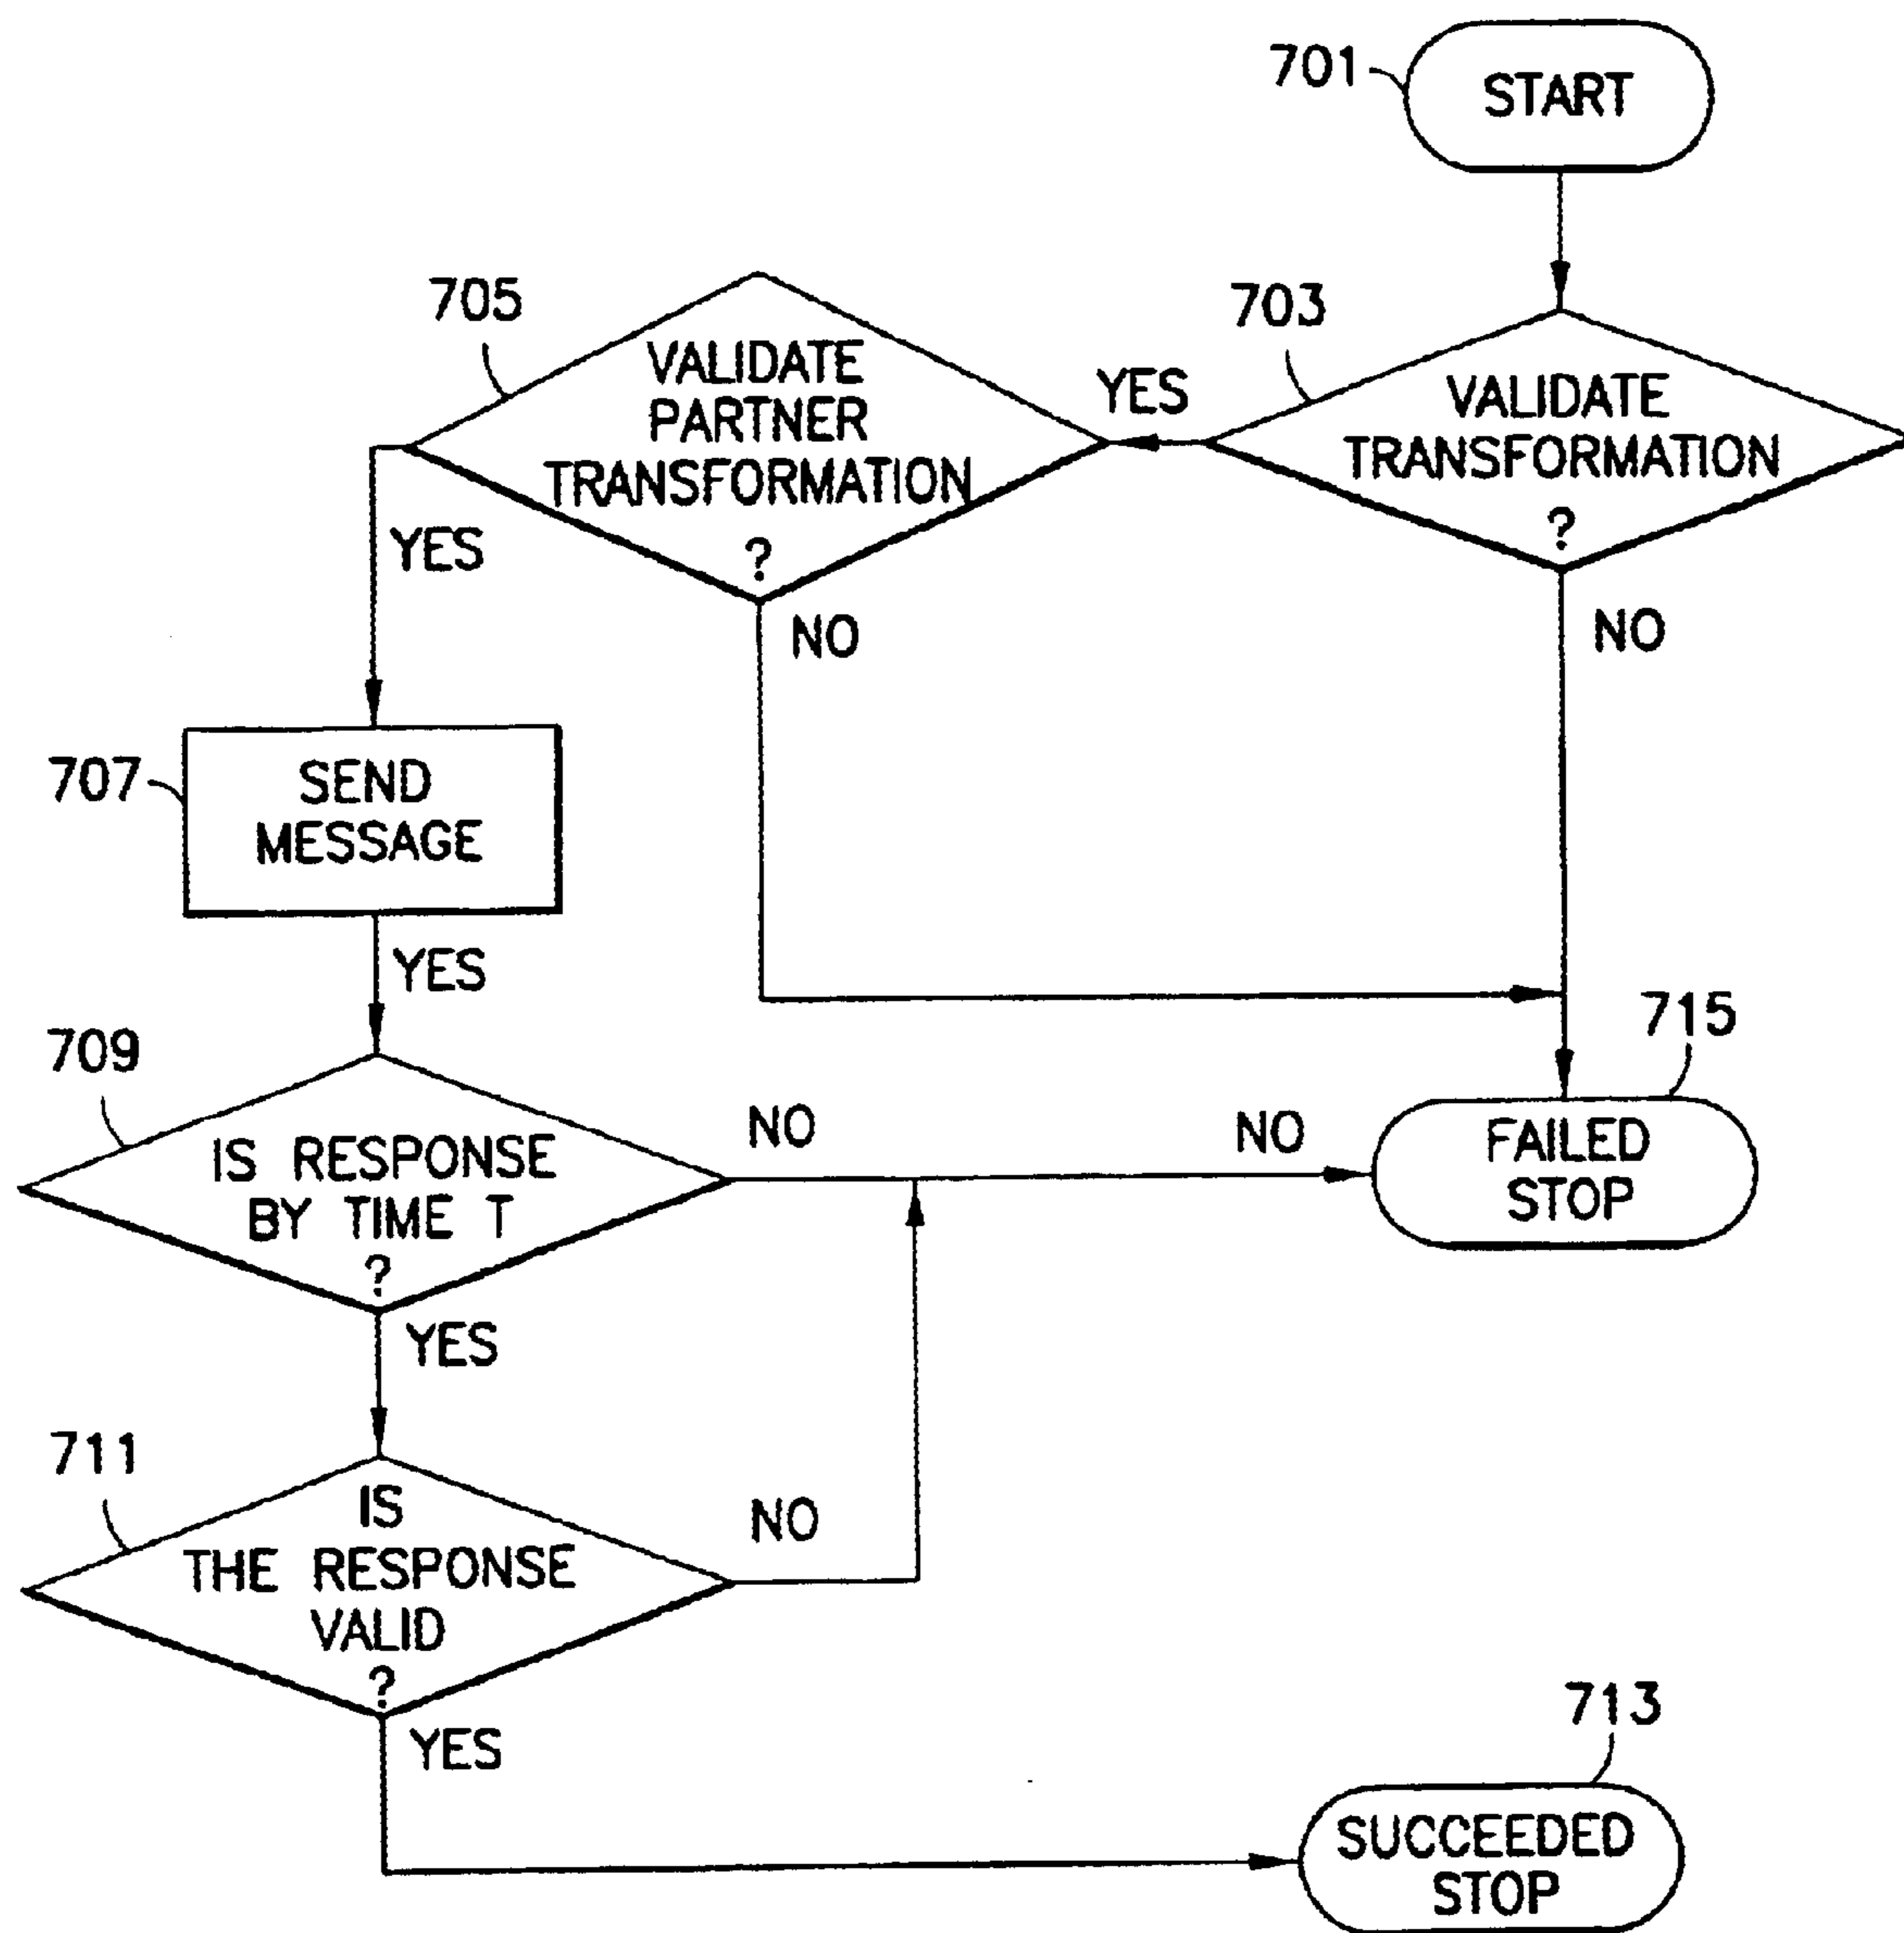 701
START
705
VALIDATE
PARTNER
TRANSFORMATION
?
YES
703
VALIDATE
TRANSFORMATION
?
YES
NO
NO
707
SEND
MESSAGE
YES
709
IS RESPONSE
BY TIME T
?
NO
NO
715
FAILED
STOP
YES
711
IS
THE RESPONSE
VALID
?
NO
YES
713
SUCCEEDED
STOP